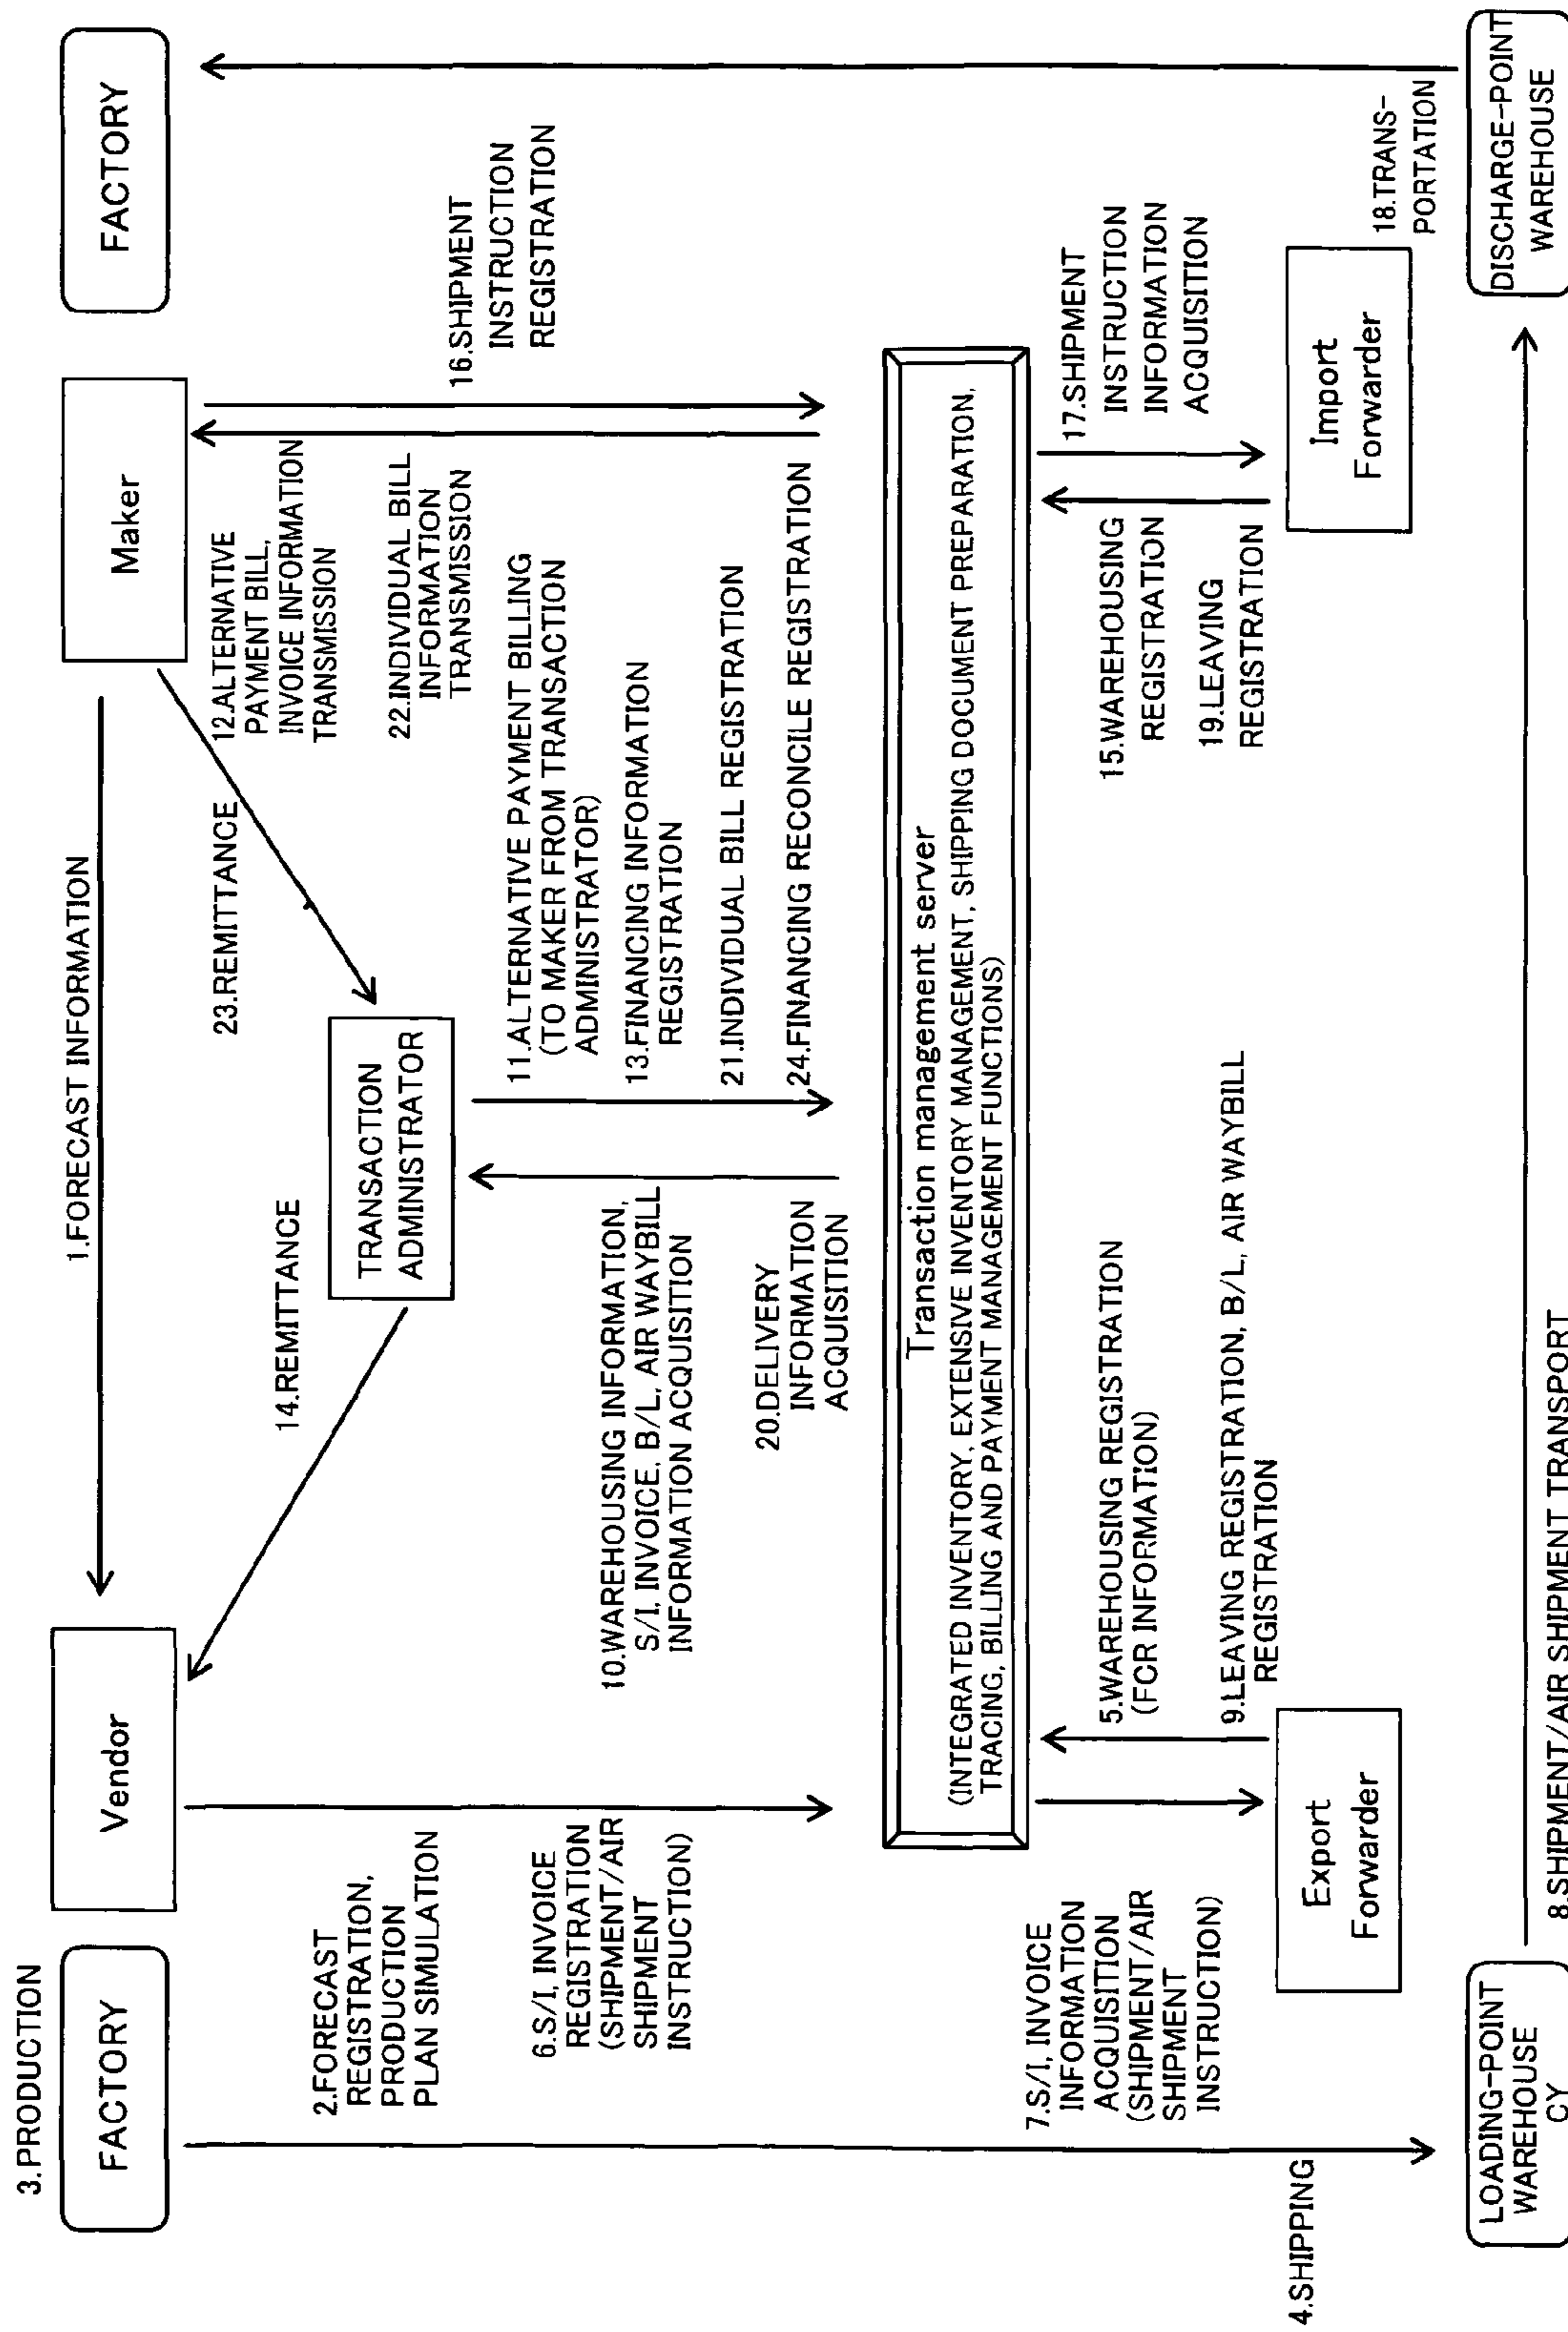 3.PRODUCTION
FACTORY
Vendor
1.FORECAST INFORMATION
Maker
FACTORY
14.REMITTANCE
TRANSACTION
ADMINISTRATOR
23.REMITTANCE
12.ALTERNATIVE
PAYMENT BILL,
INVOICE INFORMATION
TRANSMISSION
22.INDIVIDUAL BILL
INFORMATION
TRANSMISSION
16.SHIPMENT
INSTRUCTION
REGISTRATION
2.FORECAST
REGISTRATION,
PRODUCTION
PLAN SIMULATION
6.S/I, INVOICE
REGISTRATION
(SHIPMENT/AIR
SHIPMENT
INSTRUCTION)
10.WAREHOUSING INFORMATION,
S/I, INVOICE, B/L, AIR WAYBILL
INFORMATION ACQUISITION
20.DELIVERY
INFORMATION
ACQUISITION
11.ALTERNATIVE PAYMENT BILLING
(TO MAKER FROM TRANSACTION
ADMINISTRATOR)
13.FINANCING INFORMATION
REGISTRATION
21.INDIVIDUAL BILL REGISTRATION
24.FINANCING RECONCILE REGISTRATION
Transaction management server
(INTEGRATED INVENTORY, EXTENSIVE INVENTORY MANAGEMENT, SHIPPING DOCUMENT PREPARATION,
TRACING, BILLING AND PAYMENT MANAGEMENT FUNCTIONS)
7.S/I, INVOICE
INFORMATION
ACQUISITION
(SHIPMENT/AIR
SHIPMENT
INSTRUCTION)
5.WAREHOUSING REGISTRATION
(FCR INFORMATION)
9.LEAVING REGISTRATION, B/L, AIR WAYBILL
REGISTRATION
15.WAREHOUSING
REGISTRATION
19.LEAVING
REGISTRATION
17.SHIPMENT
INSTRUCTION
INFORMATION
ACQUISITION
4.SHIPPING
Export
Forwarder
Import
Forwarder
18.TRANS-
PORTATION
LOADING-POINT
WAREHOUSE
CY
8.SHIPMENT/AIR SHIPMENT TRANSPORT
DISCHARGE-POINT
WAREHOUSE